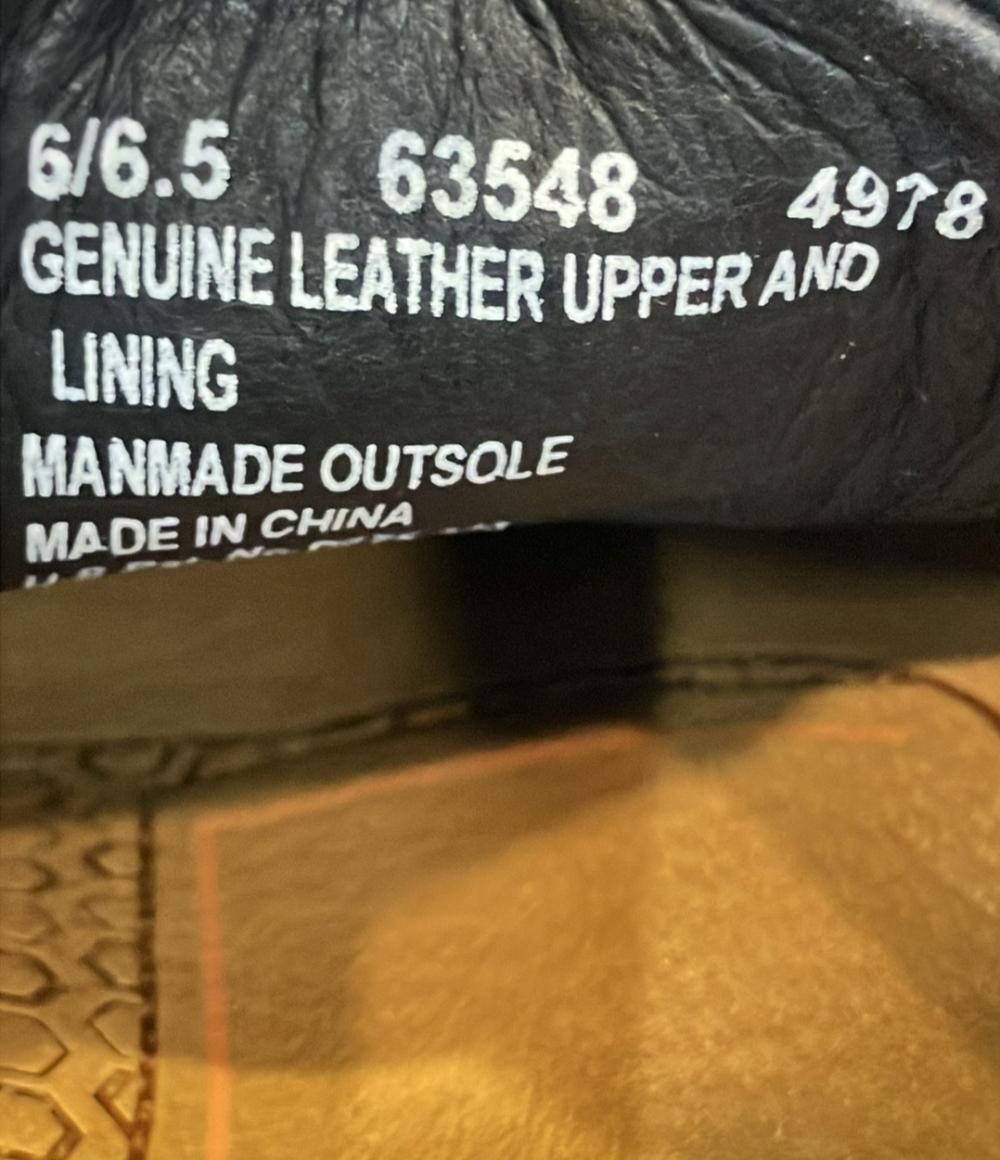 6/6.5 63548 4978
GENUINE LEATHER UPPER AND
LINING
MANMADE OUTSOLE
MADE IN CHINA